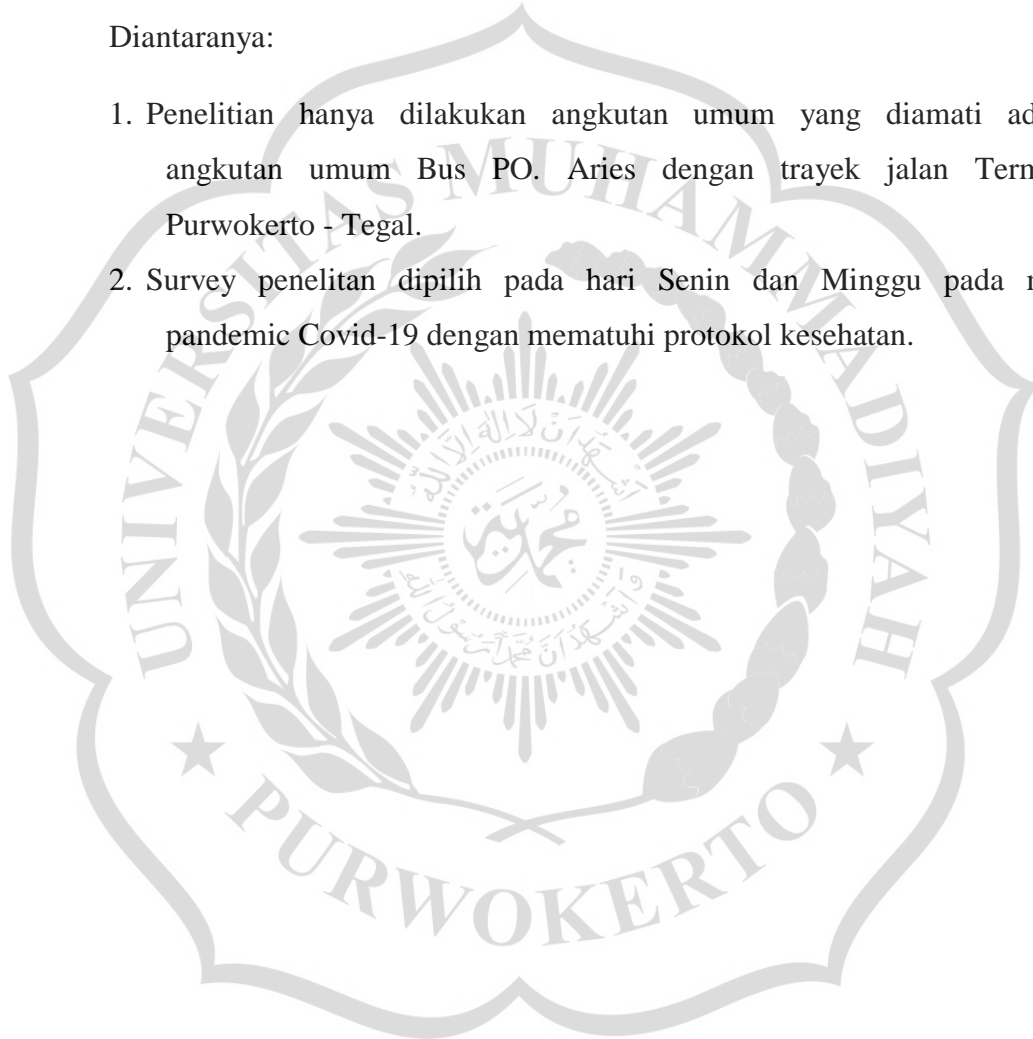 Diantaranya:
1. Penelitian hanya dilakukan angkutan umum yang diamati ad
angkutan umum Bus PO. Aries dengan trayek jalan Term
Purwokerto - Tegal.
2. Survey penelitan dipilih pada hari Senin dan Minggu pada
pandemic Covid-19 dengan mematuhi protokol kesehatan.
UNIVERSITAS MUHAMMADIYAH
PURWOKERTO